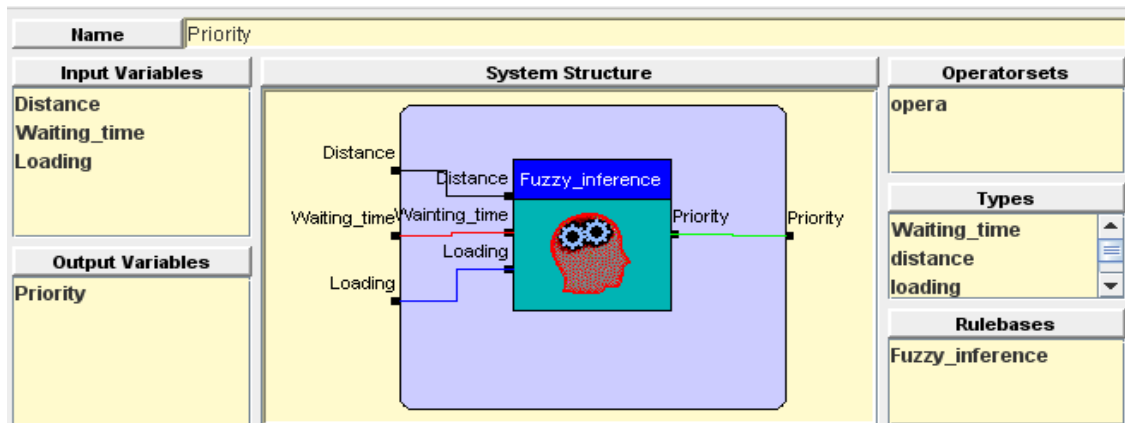 Name
Priority
Input Variables
Distance
Waiting_time
Loading
Output Variables
Priority
System Structure
Distance
Waiting_time
Loading
Distance
Wainting_time
Loading
Fuzzy_inference
Priority
Priority
Operatorsets
opera
Types
Waiting_time
distance
loading
Rulebases
Fuzzy_inference